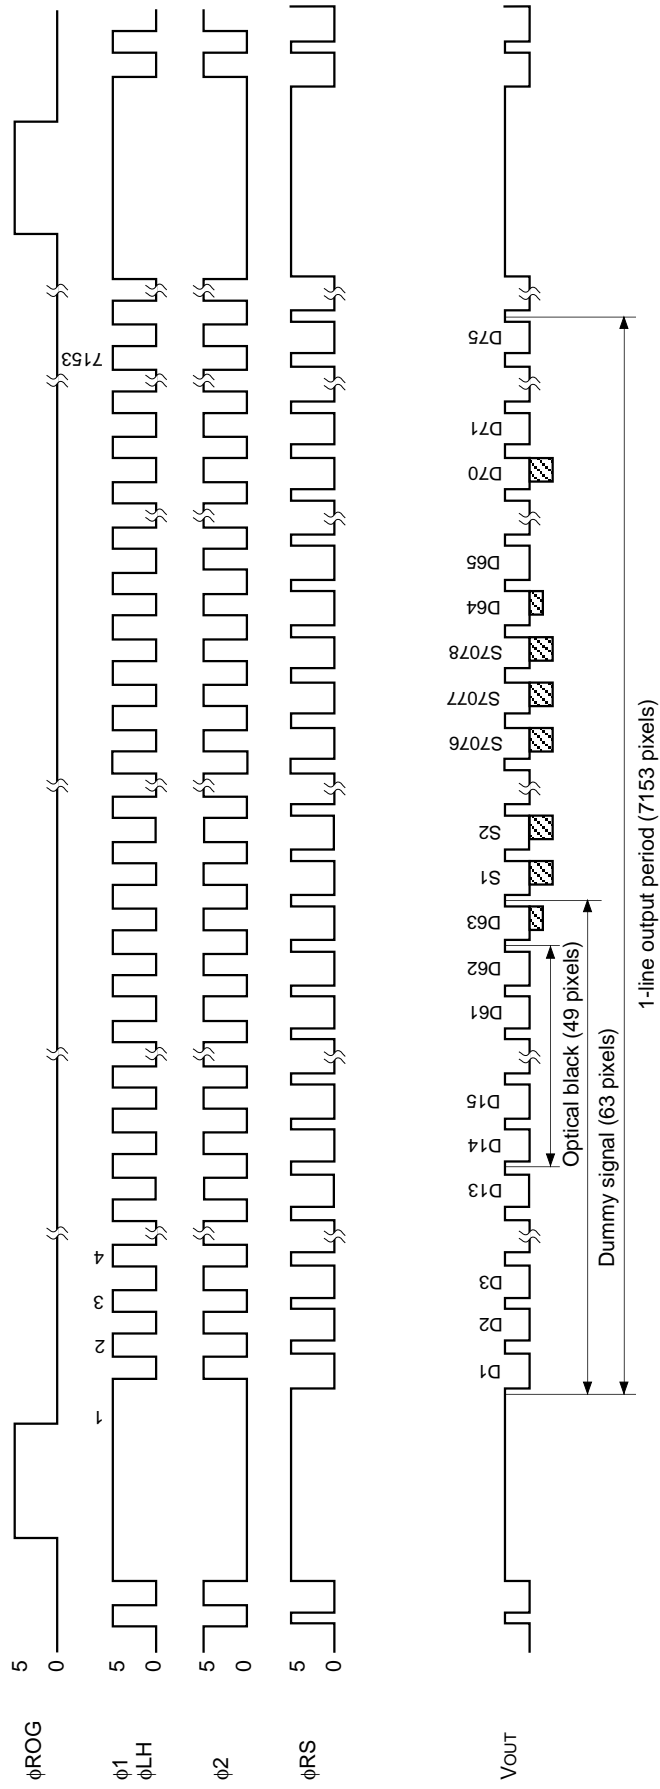 φROG
5
0
φ1
φLH
5
0
1
2
3
4
7153
φ2
5
0
φRS
5
0
VOUT
D1
D2
D3
D13
D14
D15
D61
D62
D63
S1
S2
S7076
S7077
S7078
D64
D65
D70
D71
D75
Optical black (49 pixels)
Dummy signal (63 pixels)
1-line output period (7153 pixels)